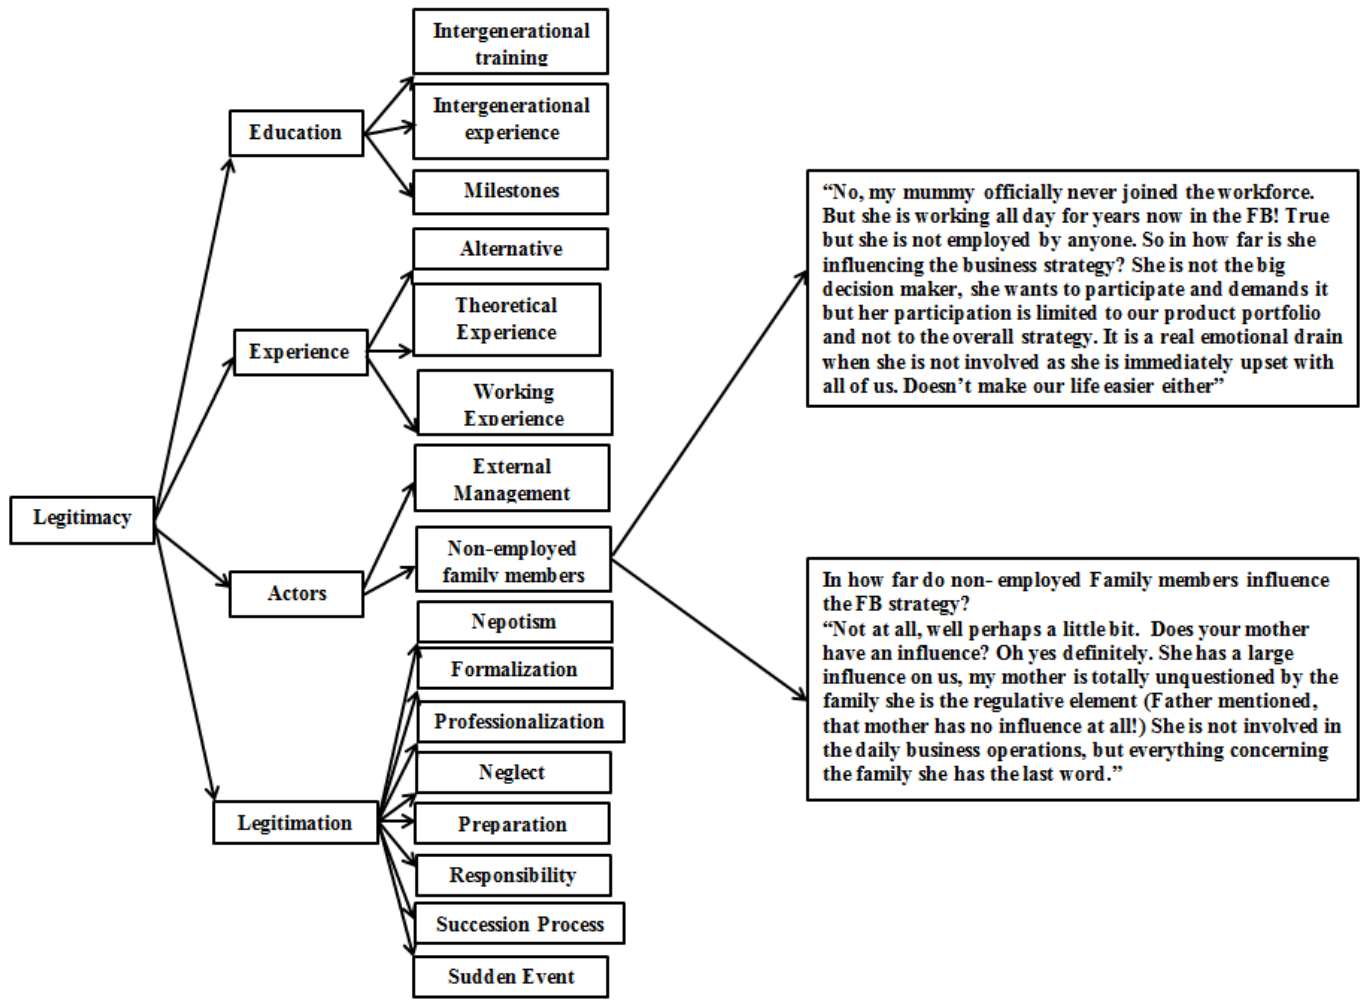 Intergenerational
training
Intergenerational
experience
Education
Milestones
Alternative
Theoretical
Experience
Experience
Working
Experience
External
Management
Legitimacy
Non-employed
family members
Actors
Nepotism
Formalization
Professionalization
Neglect
Legitimation
Preparation
Responsibility
Succession Process
Sudden Event
“No, my mummy officially never joined the workforce.
But she is working all day for years now in the FB! True
but she is not employed by anyone. So in how far is she
influencing the business strategy? She is not the big
decision maker, she wants to participate and demands it
but her participation is limited to our product portfolio
and not to the overall strategy. It is a real emotional drain
when she is not involved as she is immediately upset with
all of us. Doesn’t make our life easier either”
In how far do non- employed Family members influence
the FB strategy?
“Not at all, well perhaps a little bit. Does your mother
have an influence? Oh yes definitely. She has a large
influence on us, my mother is totally unquestioned by the
family she is the regulative element (Father mentioned,
that mother has no influence at all!) She is not involved in
the daily business operations, but everything concerning
the family she has the last word.”